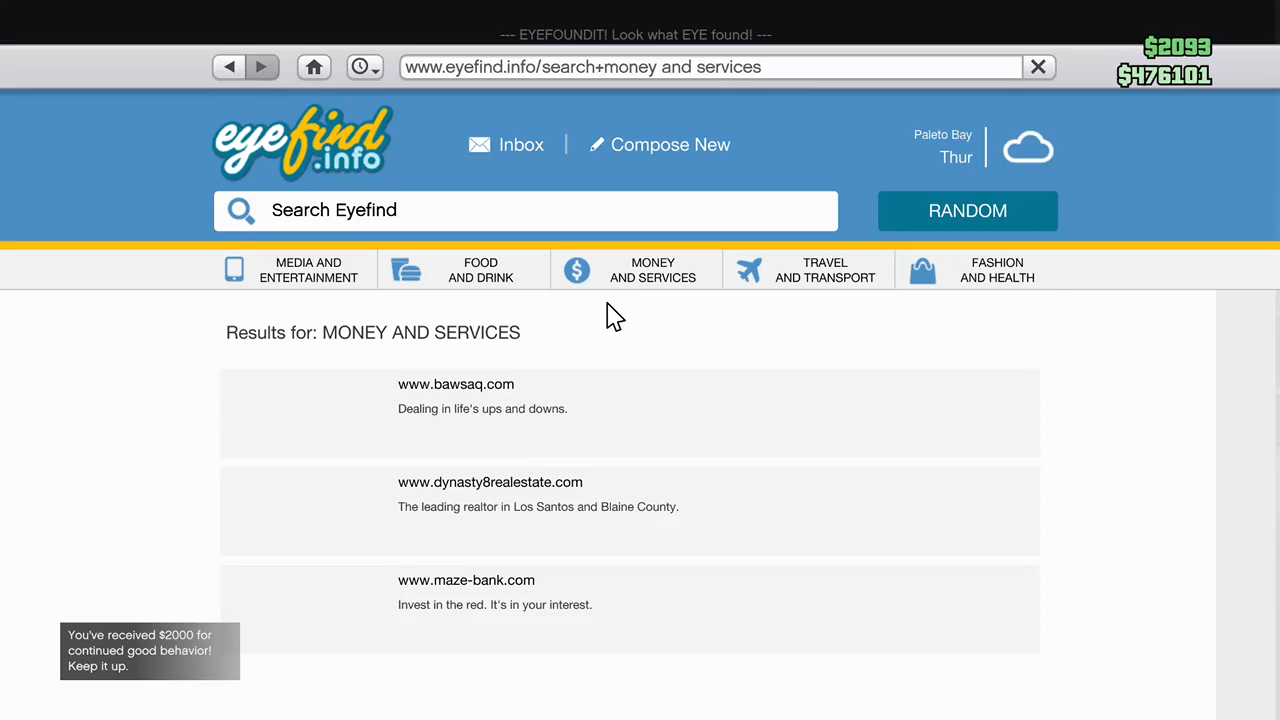 --- EYEFOUNDIT! Look what EYE found! ---
$2093
www.eyefind.info/search+money and services
$476101
eyefind.info
Inbox
Compose New
Paleto Bay
Thur
Search Eyefind
RANDOM
MEDIA AND ENTERTAINMENT
FOOD AND DRINK
MONEY AND SERVICES
TRAVEL AND TRANSPORT
FASHION AND HEALTH
Results for: MONEY AND SERVICES
www.bawsaq.com
Dealing in life's ups and downs.
www.dynasty8realestate.com
The leading realtor in Los Santos and Blaine County.
www.maze-bank.com
Invest in the red. It's in your interest.
You've received $2000 for
continued good behavior!
Keep it up.